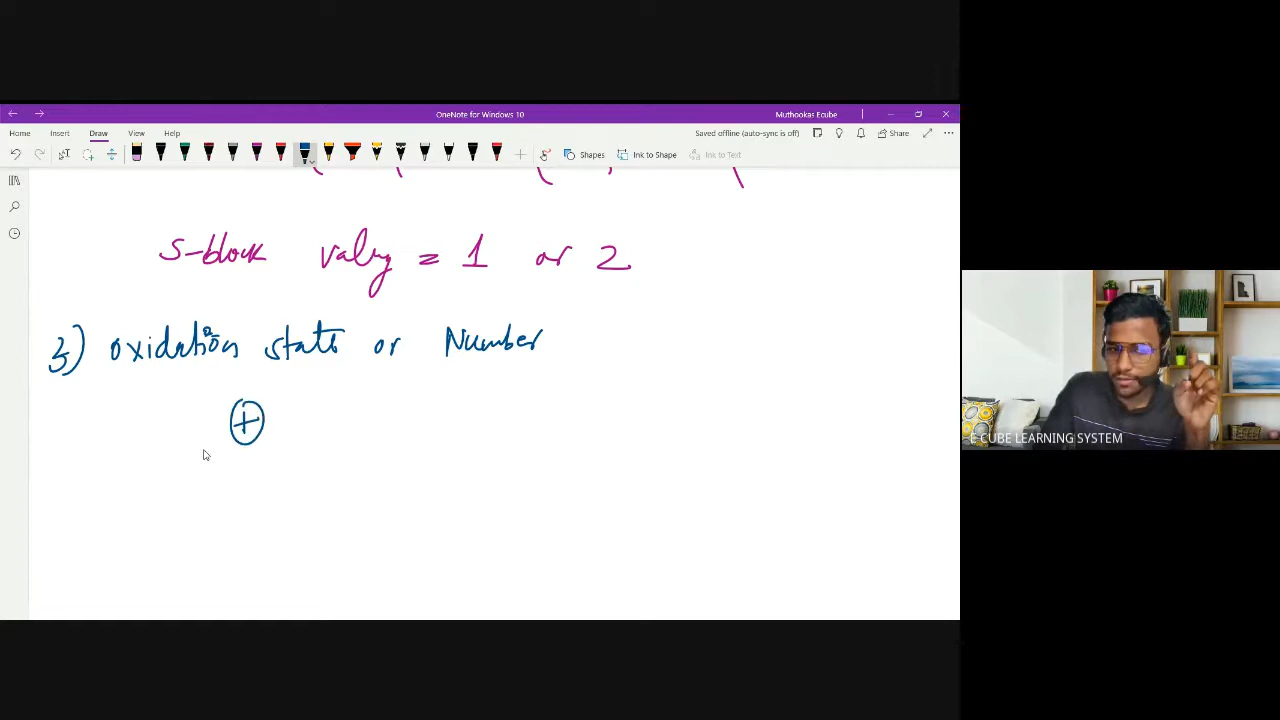 OneNote for Windows 10
Muthookas Ecube
Home Insert Draw View Help
Saved offline (auto-sync is off)
Share
Shapes
Ink to Shape
Ink to Text
S-block valny = 1 or 2
3) oxidation state or Number
+
E CUBE LEARNING SYSTEM